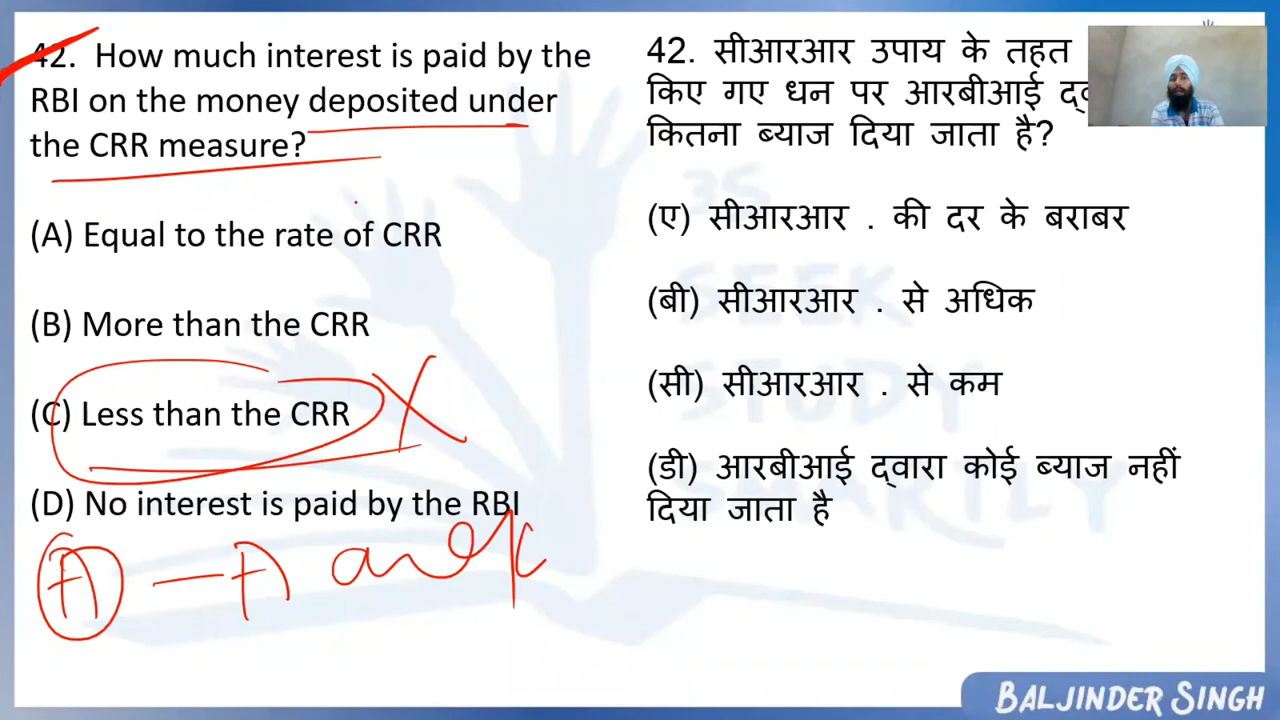 42. How much interest is paid by the
RBI on the money deposited under
the CRR measure?
(A) Equal to the rate of CRR
(B) More than the CRR
(C) Less than the CRR
(D) No interest is paid by the RBI
42. सीआरआर उपाय के तहत
किए गए धन पर आरबीआई
कितना ब्याज दिया जाता है?
(ए) सीआरआर . की दर के बराबर
(बी) सीआरआर . से अधिक
(सी) सीआरआर . से कम
(डी) आरबीआई द्वारा कोई ब्याज नहीं
दिया जाता है
3S
SEEK
STUDY
BALJINDER SINGH